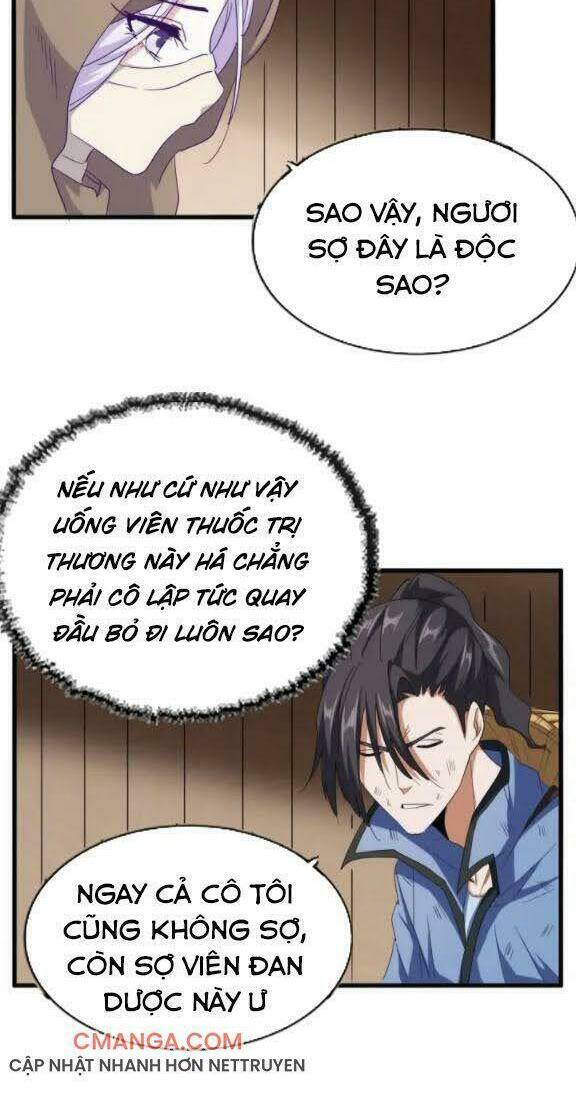 SAO VẬY, NGƯƠI
SỢ ĐÂY LÀ ĐỘC
SAO?
NẾU NHƯ CỨ NHƯ VẬY
UỐNG VIÊN THUỐC TRỊ
THƯƠNG NÀY HÁ CHẲNG
PHẢI CÔ LẬP TỨC QUAY
ĐẦU BỎ ĐI LUÔN SAO?
NGAY CẢ CÔ TÔI
CŨNG KHÔNG SỢ,
CÒN SỢ VIÊN ĐAN
DƯỢC NÀY Ư
CMANGA.COM
CẬP NHẬT NHANH HƠN NETTRUYEN